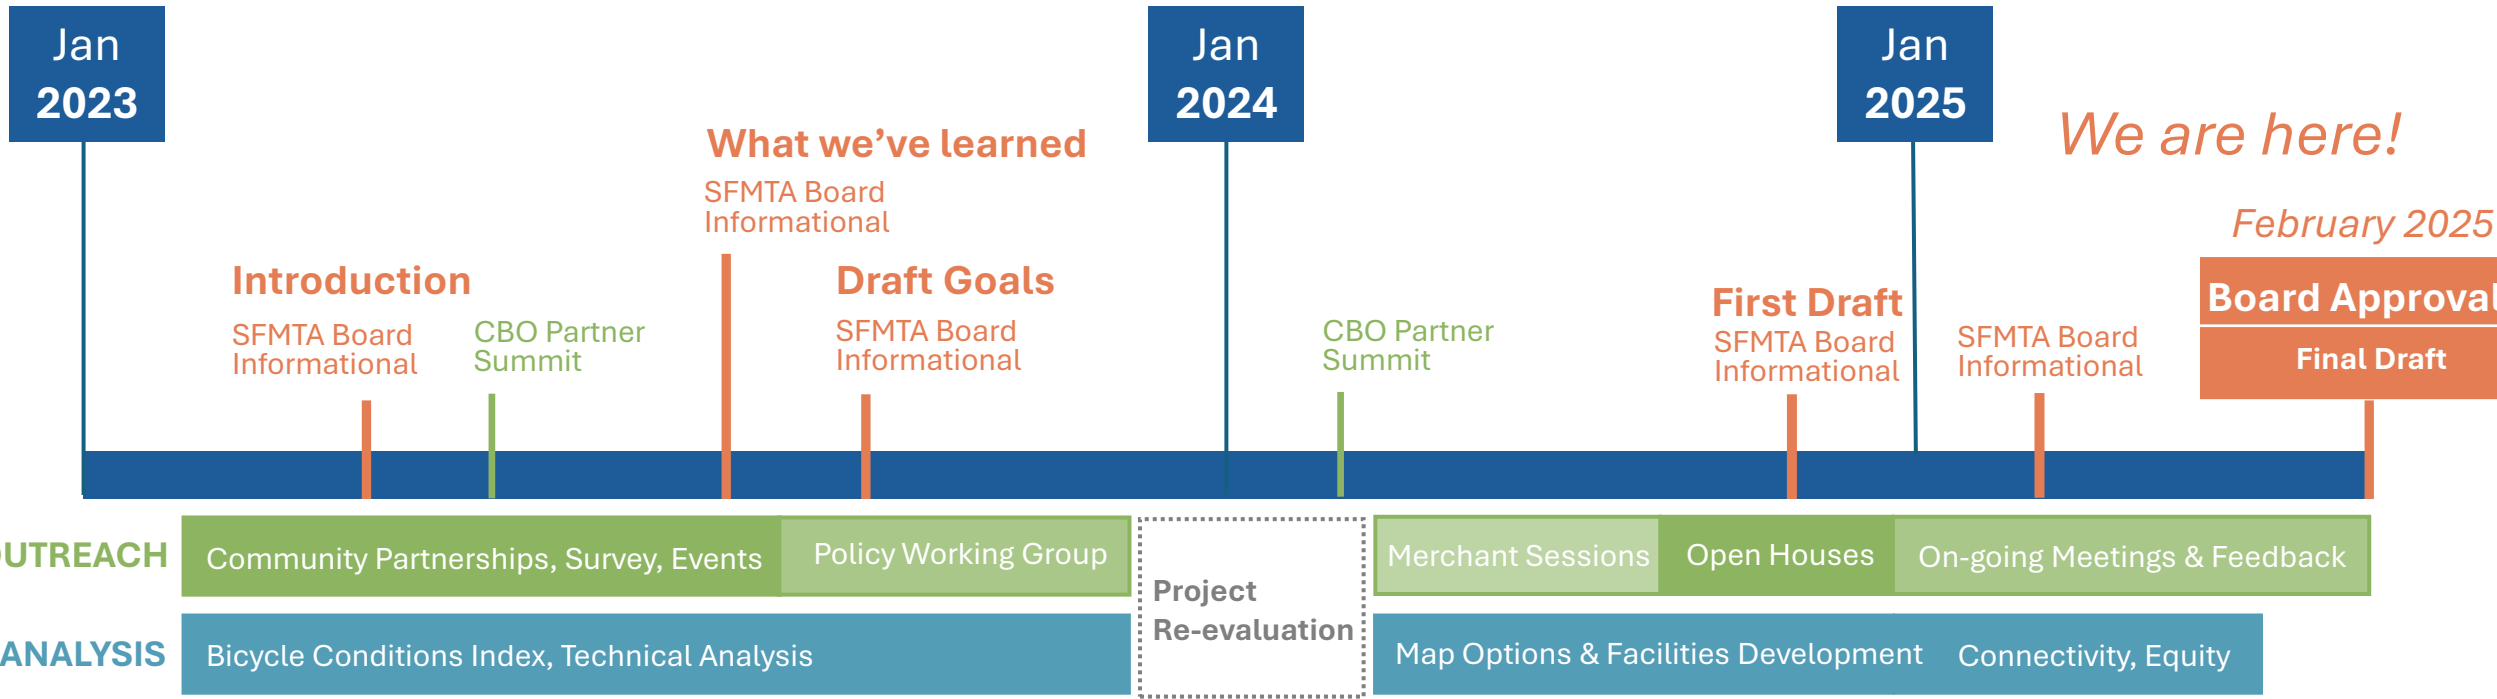 Jan
2023
Jan
2024
Jan
2025
We are here!
What we've learned
SFMTA Board
Informational
February 2025
Introduction
SFMTA Board
Informational
CBO Partner
Summit
Draft Goals
SFMTA Board
Informational
CBO Partner
Summit
First Draft
SFMTA Board
Informational
SFMTA Board
Informational
Board Approval
Final Draft
OUTREACH
Community Partnerships, Survey, Events
Policy Working Group
Merchant Sessions
Open Houses
On-going Meetings & Feedback
Project
Re-evaluation
ANALYSIS
Bicycle Conditions Index, Technical Analysis
Map Options & Facilities Development
Connectivity, Equity